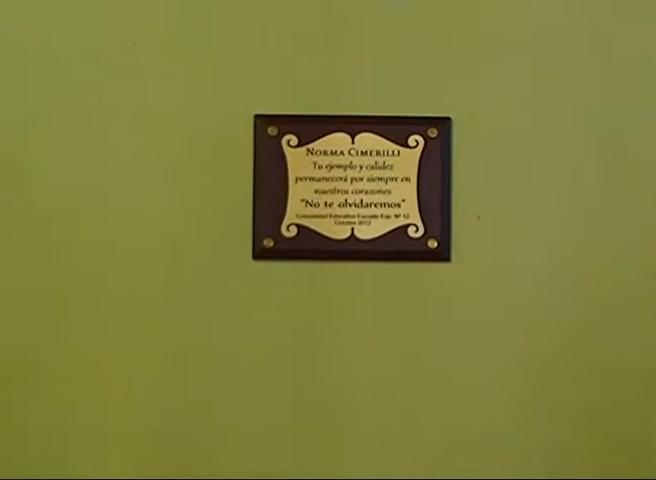 NORMA CIMERILLI
Tu ejemplo y calidez
permanecerá por siempre en
nuestros corazones
"No te olvidaremos"
Comunidad Educativa Escuela Esp. Nº 12
Octubre 2012